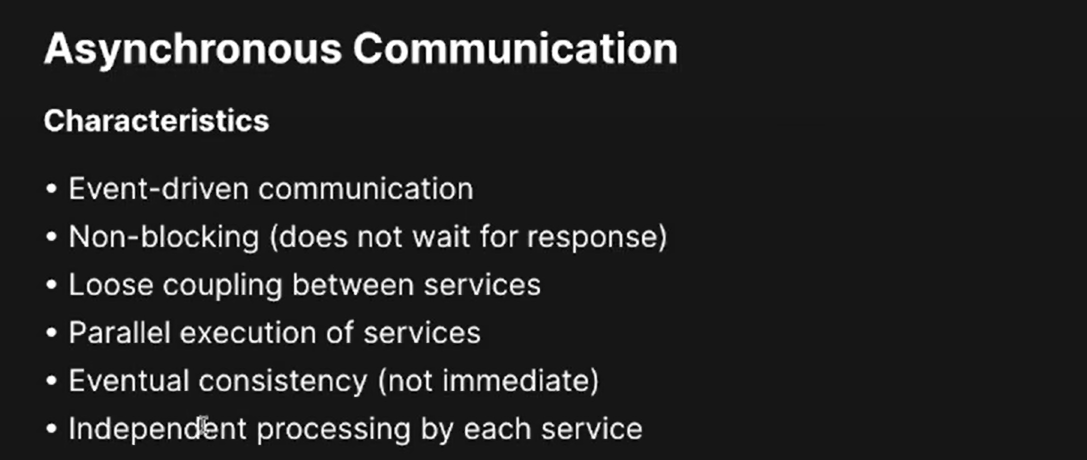 Asynchronous Communication
Characteristics
• Event-driven communication
• Non-blocking (does not wait for response)
• Loose coupling between services
• Parallel execution of services
• Eventual consistency (not immediate)
• Independent processing by each service